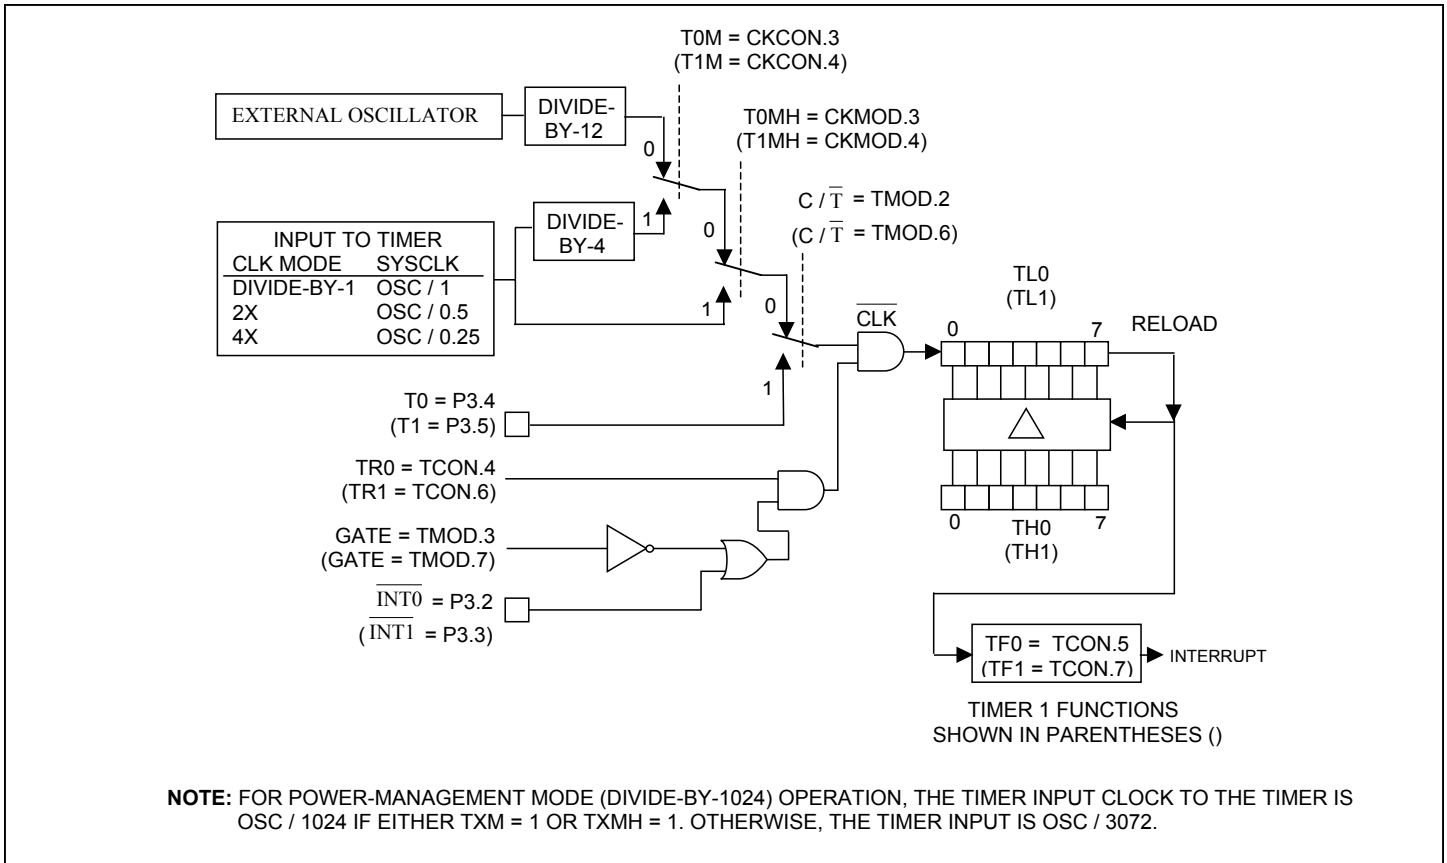 T0M = CKCON.3
(T1M = CKCON.4)
EXTERNAL OSCILLATOR
DIVIDE-
BY-12
T0MH = CKMOD.3
(T1MH = CKMOD.4)
0
C / T̅ = TMOD.2
(C / T̅ = TMOD.6)
1
DIVIDE-
BY-4
0
INPUT TO TIMER
CLK MODE SYSCLK
DIVIDE-BY-1 OSC / 1
2X OSC / 0.5
4X OSC / 0.25
1
0
C̅L̅K̅
TL0
(TL1)
0 7
RELOAD
1
T0 = P3.4
(T1 = P3.5)
TR0 = TCON.4
(TR1 = TCON.6)
0 7
TH0
(TH1)
GATE = TMOD.3
(GATE = TMOD.7)
I̅N̅T̅0̅ = P3.2
(I̅N̅T̅1̅ = P3.3)
TF0 = TCON.5
(TF1 = TCON.7)
INTERRUPT
TIMER 1 FUNCTIONS
SHOWN IN PARENTHESES ()
NOTE: FOR POWER-MANAGEMENT MODE (DIVIDE-BY-1024) OPERATION, THE TIMER INPUT CLOCK TO THE TIMER IS
OSC / 1024 IF EITHER TXM = 1 OR TXMH = 1. OTHERWISE, THE TIMER INPUT IS OSC / 3072.